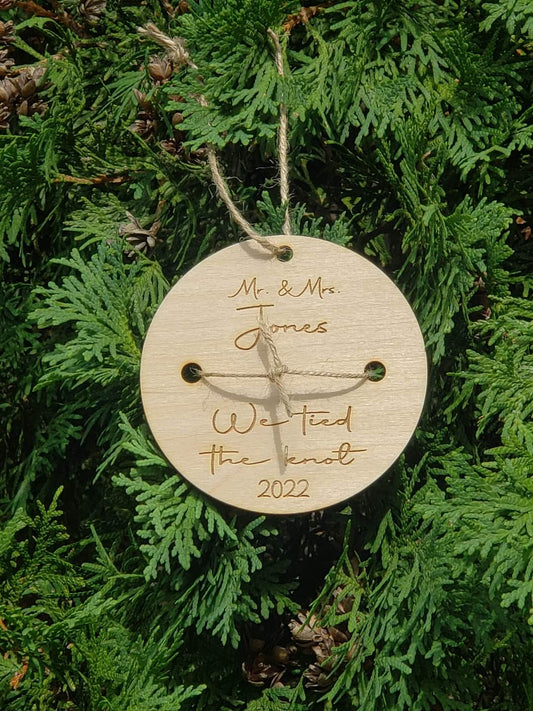 Mr. & Mrs.
Jones
We tied
the knot
2022